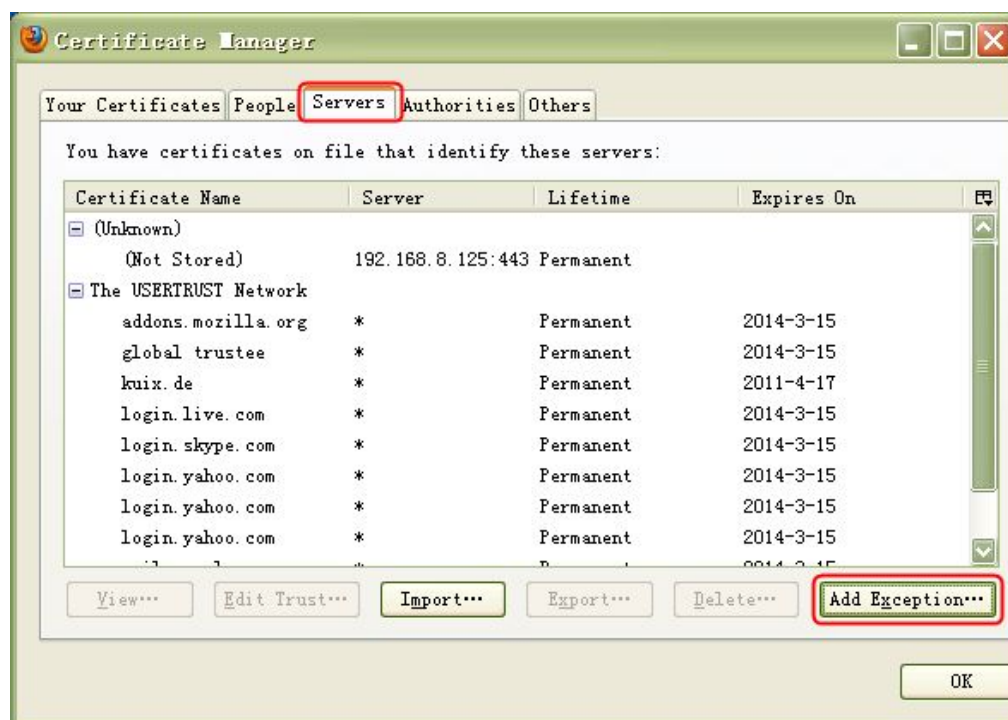 Certificate Manager
Your Certificates People Servers Authorities Others
You have certificates on file that identify these servers:
Certificate Name Server Lifetime Expires On
(Unknown)
(Not Stored) 192.168.8.125:443 Permanent
The USERTRUST Network
addons.mozilla.org * Permanent 2014-3-15
global trustee * Permanent 2014-3-15
kuix.de * Permanent 2011-4-17
login.live.com * Permanent 2014-3-15
login.skype.com * Permanent 2014-3-15
login.yahoo.com * Permanent 2014-3-15
login.yahoo.com * Permanent 2014-3-15
login.yahoo.com * Permanent 2014-3-15
View… Edit Trust… Import… Export… Delete… Add Exception…
OK